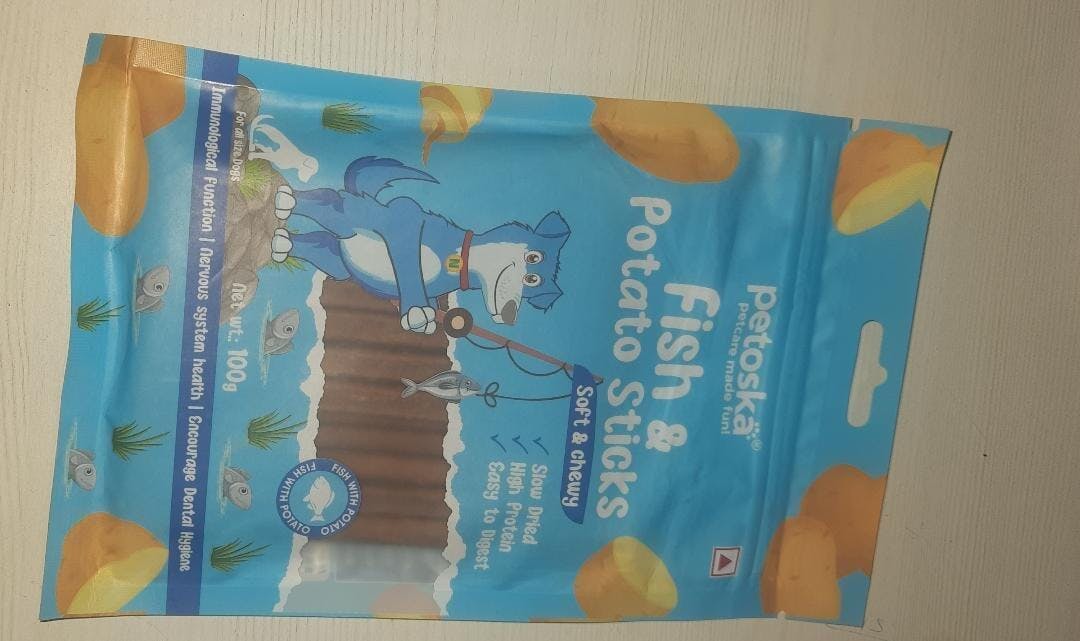 petoska®
petcare made fun!
Fish &
Potato Sticks
Soft & chewy
Slow Dried
High Protein
Easy to Digest
N
FISH WITH POTATO
FISH WITH POTATO
For all size Dogs
Net wt.: 100g
Immunological Function | Nervous system health | Encourage Dental Hygiene